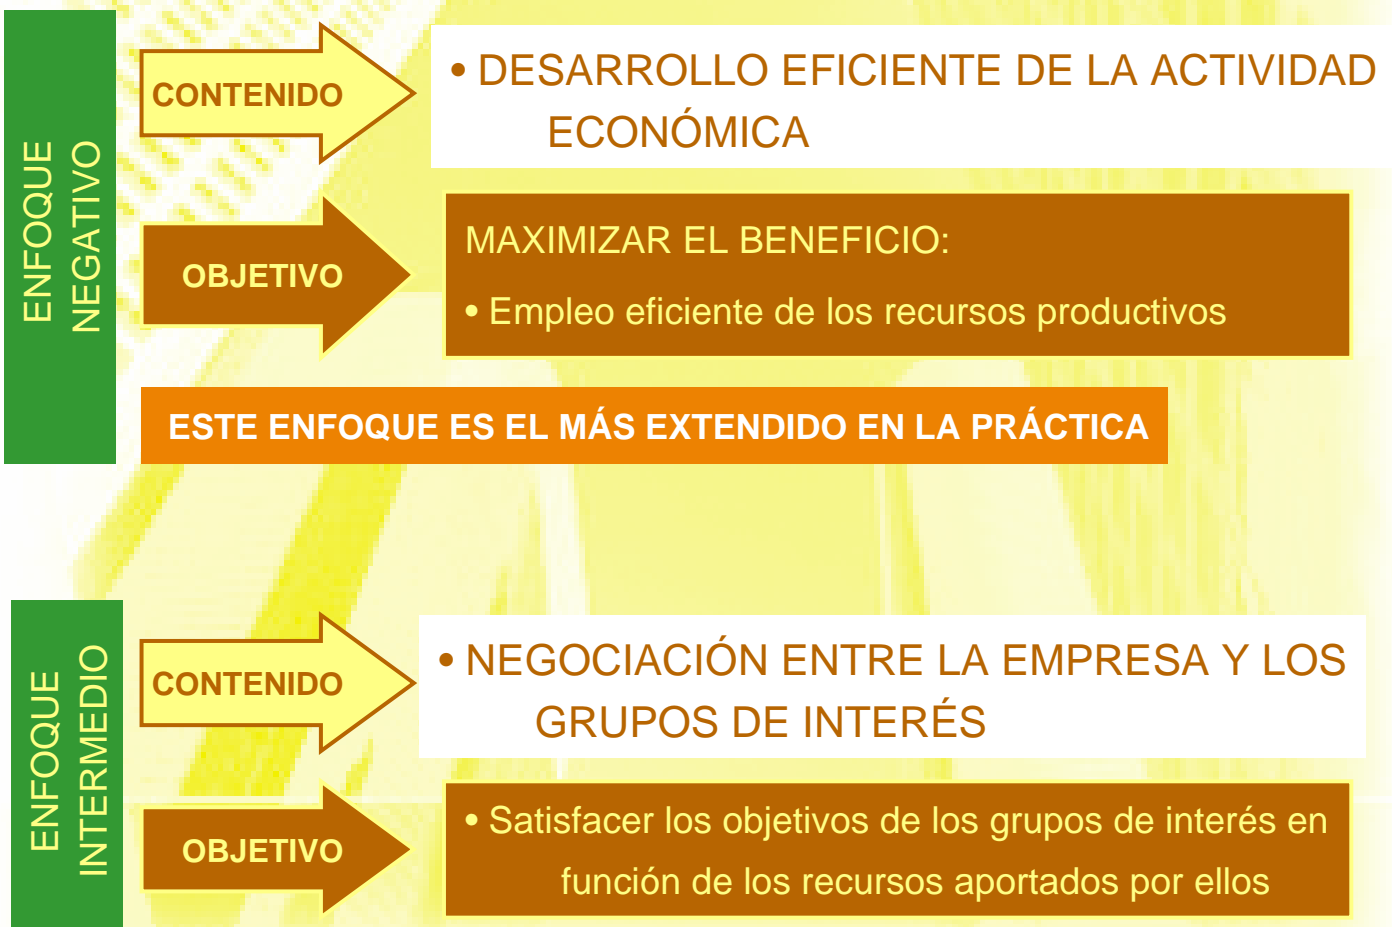 ENFOQUE
NEGATIVO
CONTENIDO
• DESARROLLO EFICIENTE DE LA ACTIVIDAD
ECONÓMICA
OBJETIVO
MAXIMIZAR EL BENEFICIO:
• Empleo eficiente de los recursos productivos
ESTE ENFOQUE ES EL MÁS EXTENDIDO EN LA PRÁCTICA
ENFOQUE
INTERMEDIO
CONTENIDO
• NEGOCIACIÓN ENTRE LA EMPRESA Y LOS
GRUPOS DE INTERÉS
OBJETIVO
• Satisfacer los objetivos de los grupos de interés en
función de los recursos aportados por ellos